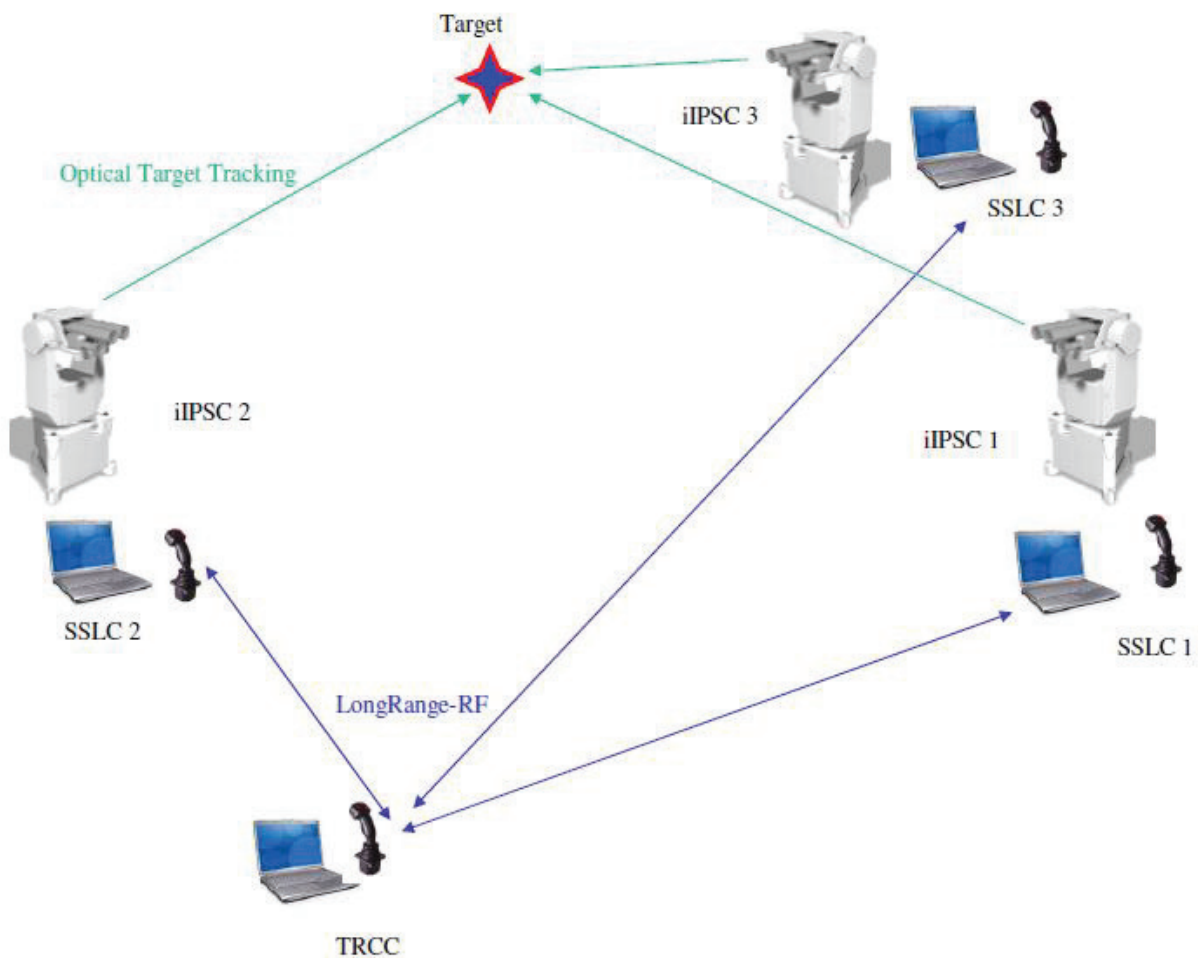 Target
iIPSC 3
Optical Target Tracking
SSLC 3
iIPSC 2
iIPSC 1
SSLC 2
SSLC 1
LongRange-RF
TRCC